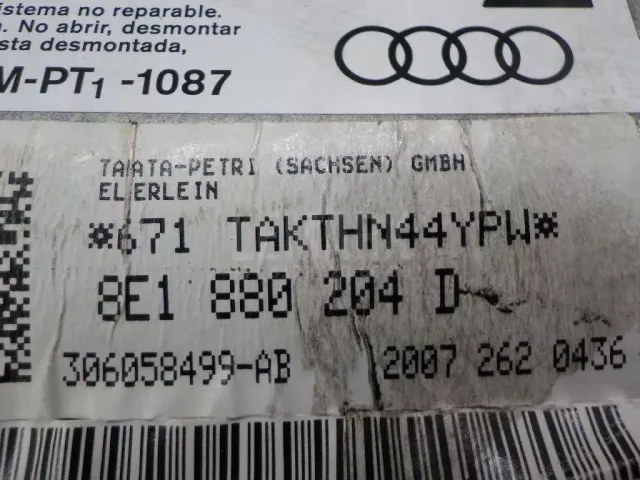 istema no reparable.
a. No abrir, desmontar
sta desmontada,
M-PT1 -1087
TAKATA-PETRI (SACHSEN) GMBH
ELTERLEIN
*671 TAKTHN44YPW*
8E1 880 204 D
306058499-AB
2007 262 0436